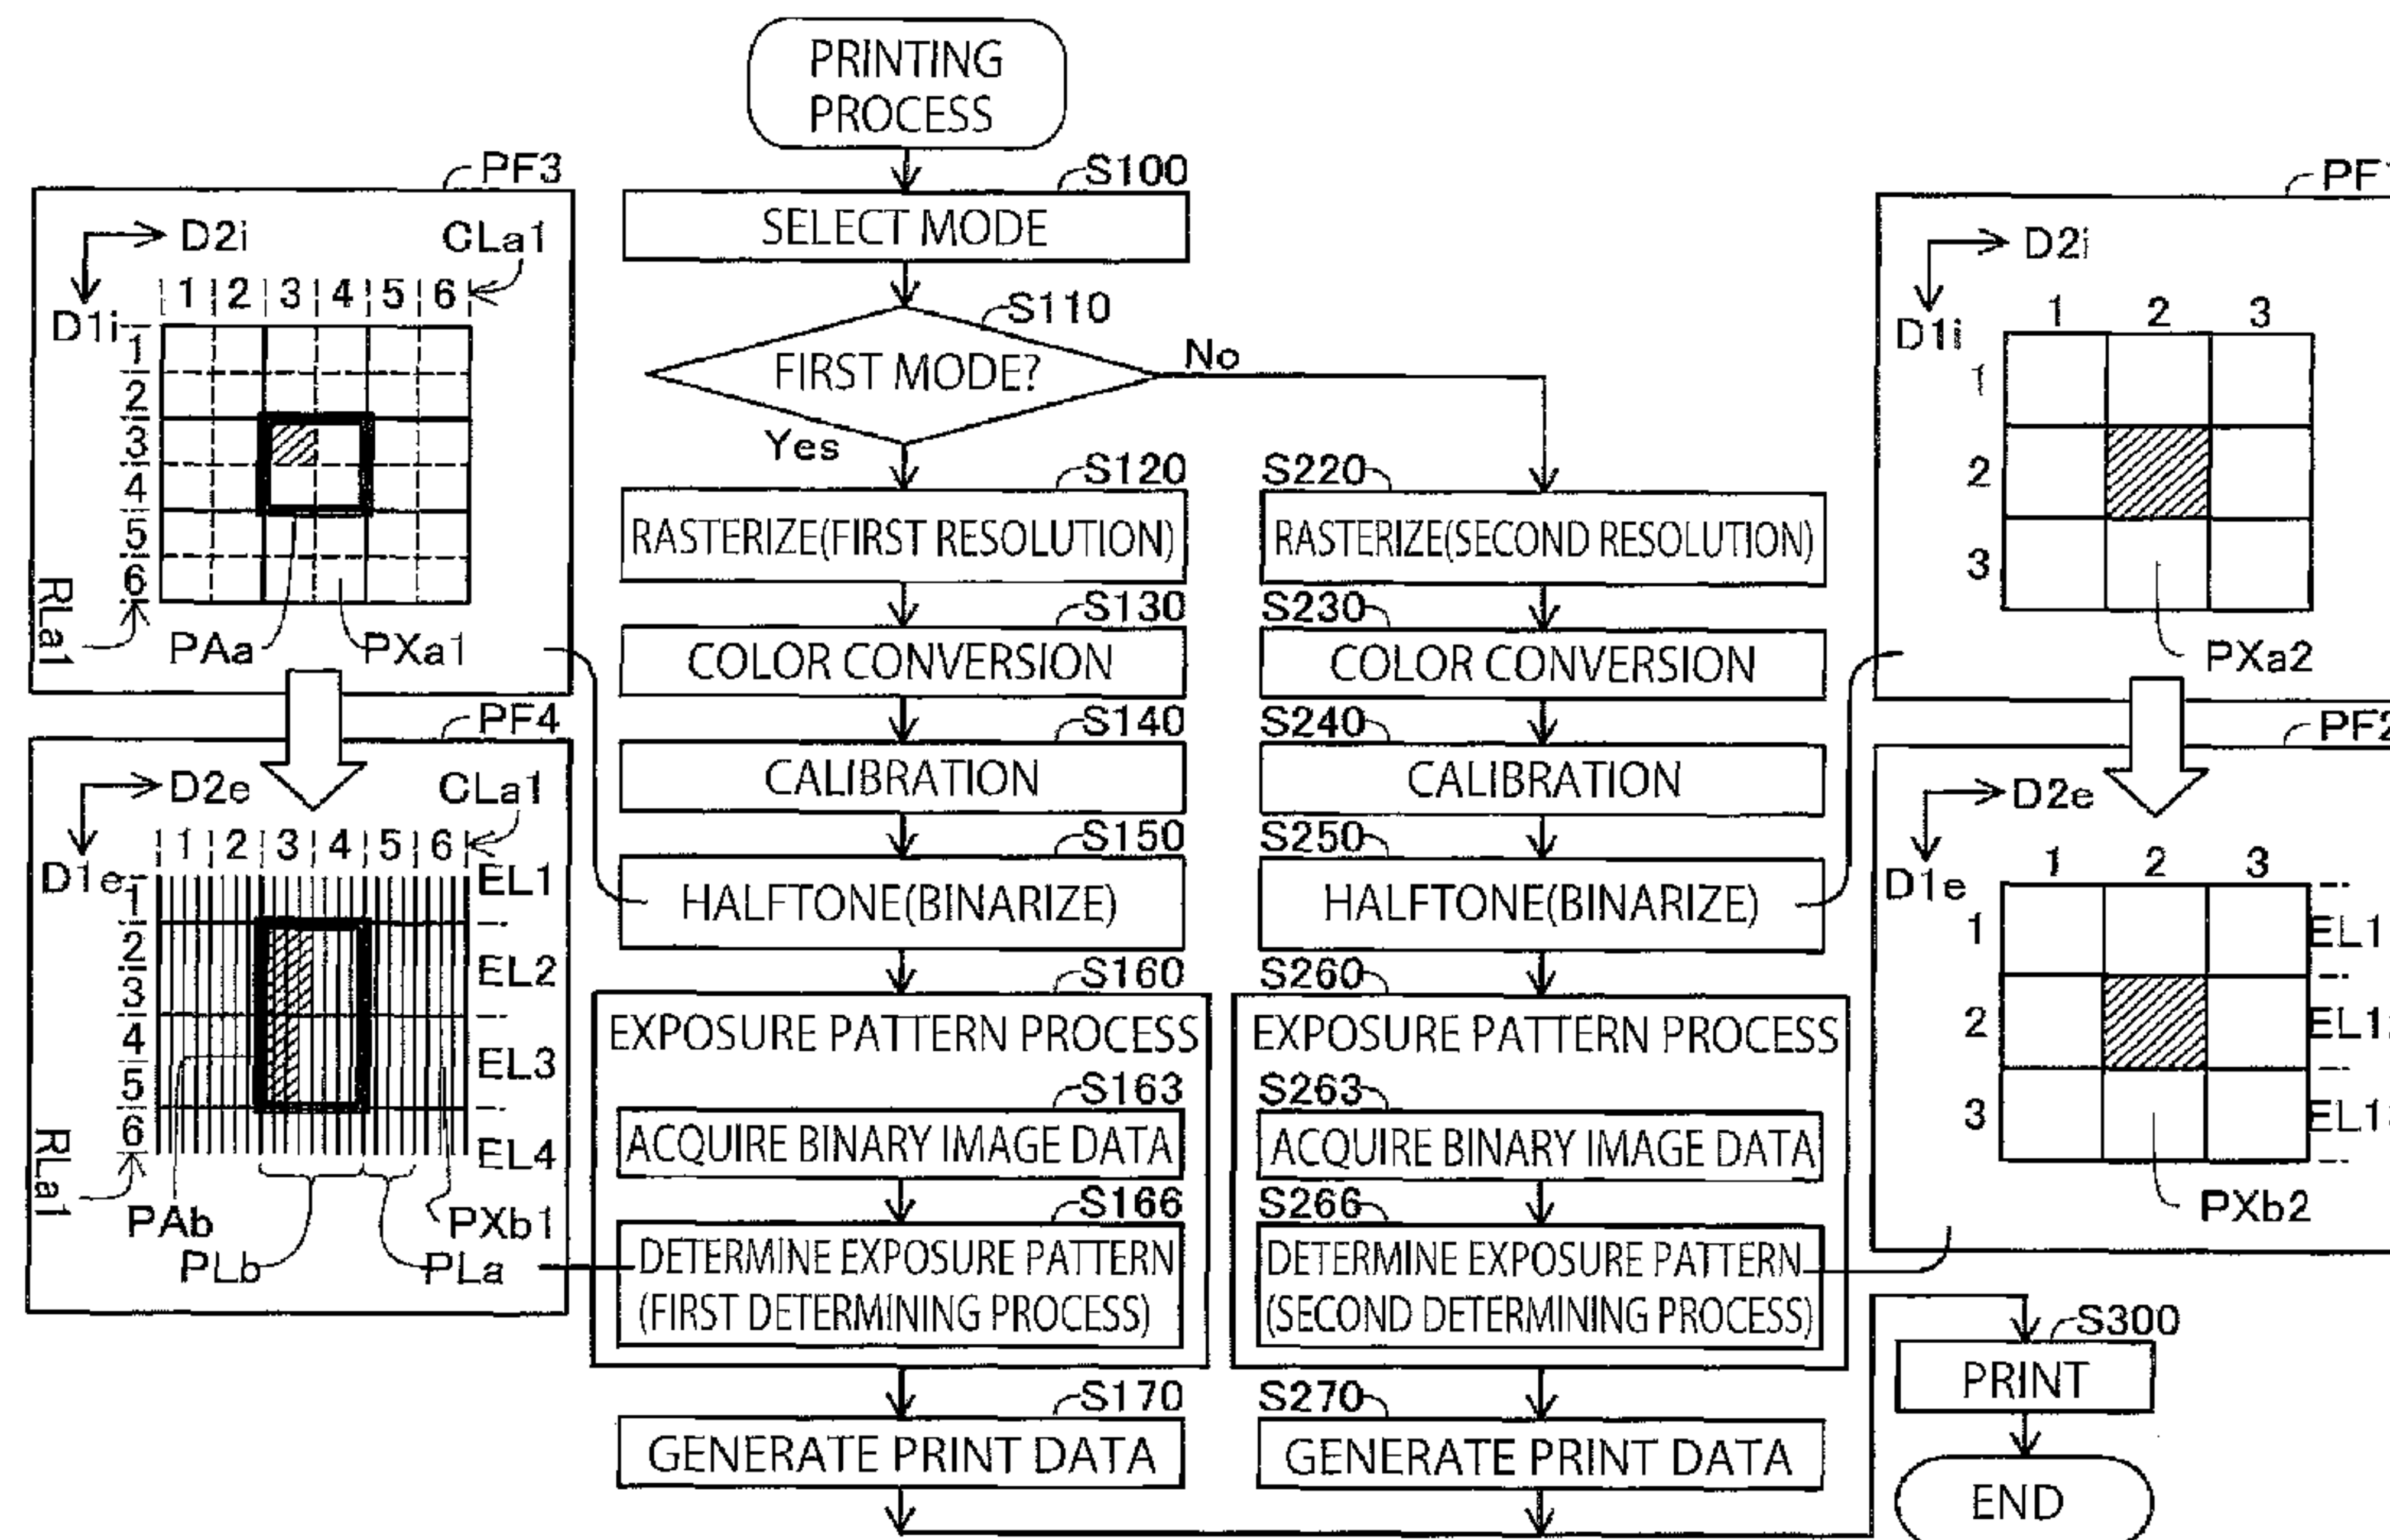 PRINTING
PROCESS
S100
SELECT MODE
S110
FIRST MODE?
No
Yes
S120
RASTERIZE(FIRST RESOLUTION)
S130
COLOR CONVERSION
S140
CALIBRATION
S150
HALFTONE(BINARIZE)
S160
EXPOSURE PATTERN PROCESS
S163
ACQUIRE BINARY IMAGE DATA
S166
DETERMINE EXPOSURE PATTERN
(FIRST DETERMINING PROCESS)
S170
GENERATE PRINT DATA
S220
RASTERIZE(SECOND RESOLUTION)
S230
COLOR CONVERSION
S240
CALIBRATION
S250
HALFTONE(BINARIZE)
S260
EXPOSURE PATTERN PROCESS
S263
ACQUIRE BINARY IMAGE DATA
S266
DETERMINE EXPOSURE PATTERN
(SECOND DETERMINING PROCESS)
S270
GENERATE PRINT DATA
S300
PRINT
END
PF3
D2i
CLa1
D1i
1 2 3 4 5 6
1
2
3
4
5
6
RLa1
PAa
PXa1
PF4
D2e
CLa1
D1e
1 2 3 4 5 6
EL1
1
2
EL2
3
4
EL3
5
6
EL4
RLa1
PAb
PXb1
PLb
PLa
PF1
D2i
D1i
1 2 3
1
2
3
PXa2
PF2
D2e
D1e
1 2 3
1
2
3
EL1
EL1
EL1
PXb2